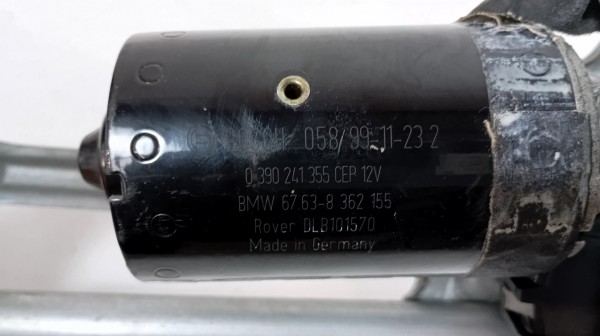 BOSCH 058/99-11-23 2
0 390 241 355 CEP 12V
BMW 67 63-8 362 155
Rover DLB101570
Made in Germany